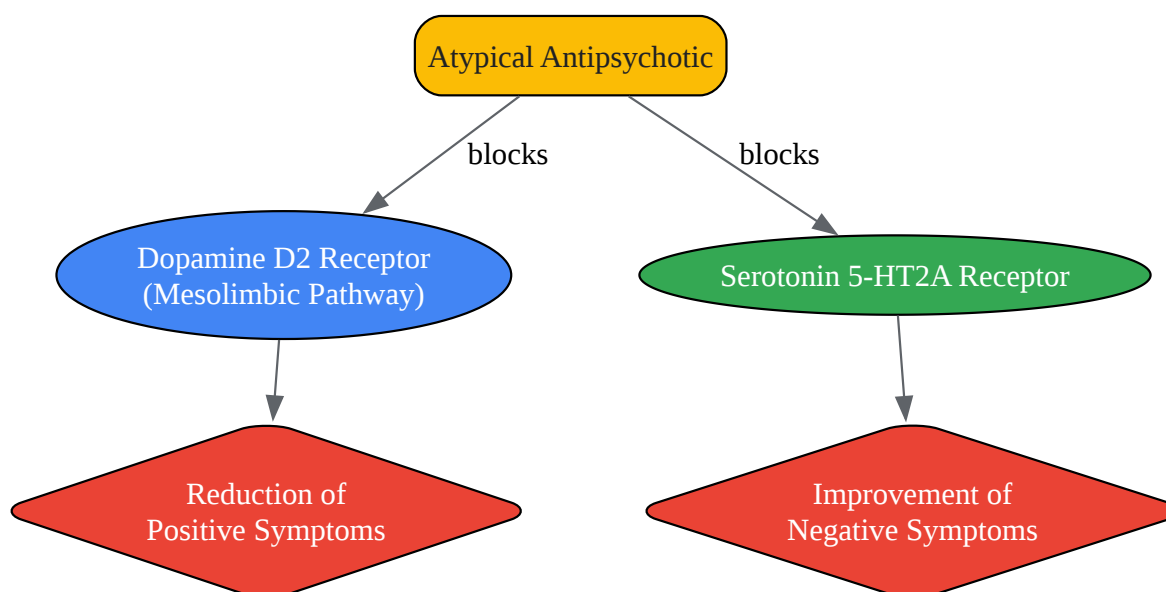 Atypical Antipsychotic
blocks
blocks
Dopamine D2 Receptor
(Mesolimbic Pathway)
Serotonin 5-HT2A Receptor
Reduction of
Positive Symptoms
Improvement of
Negative Symptoms